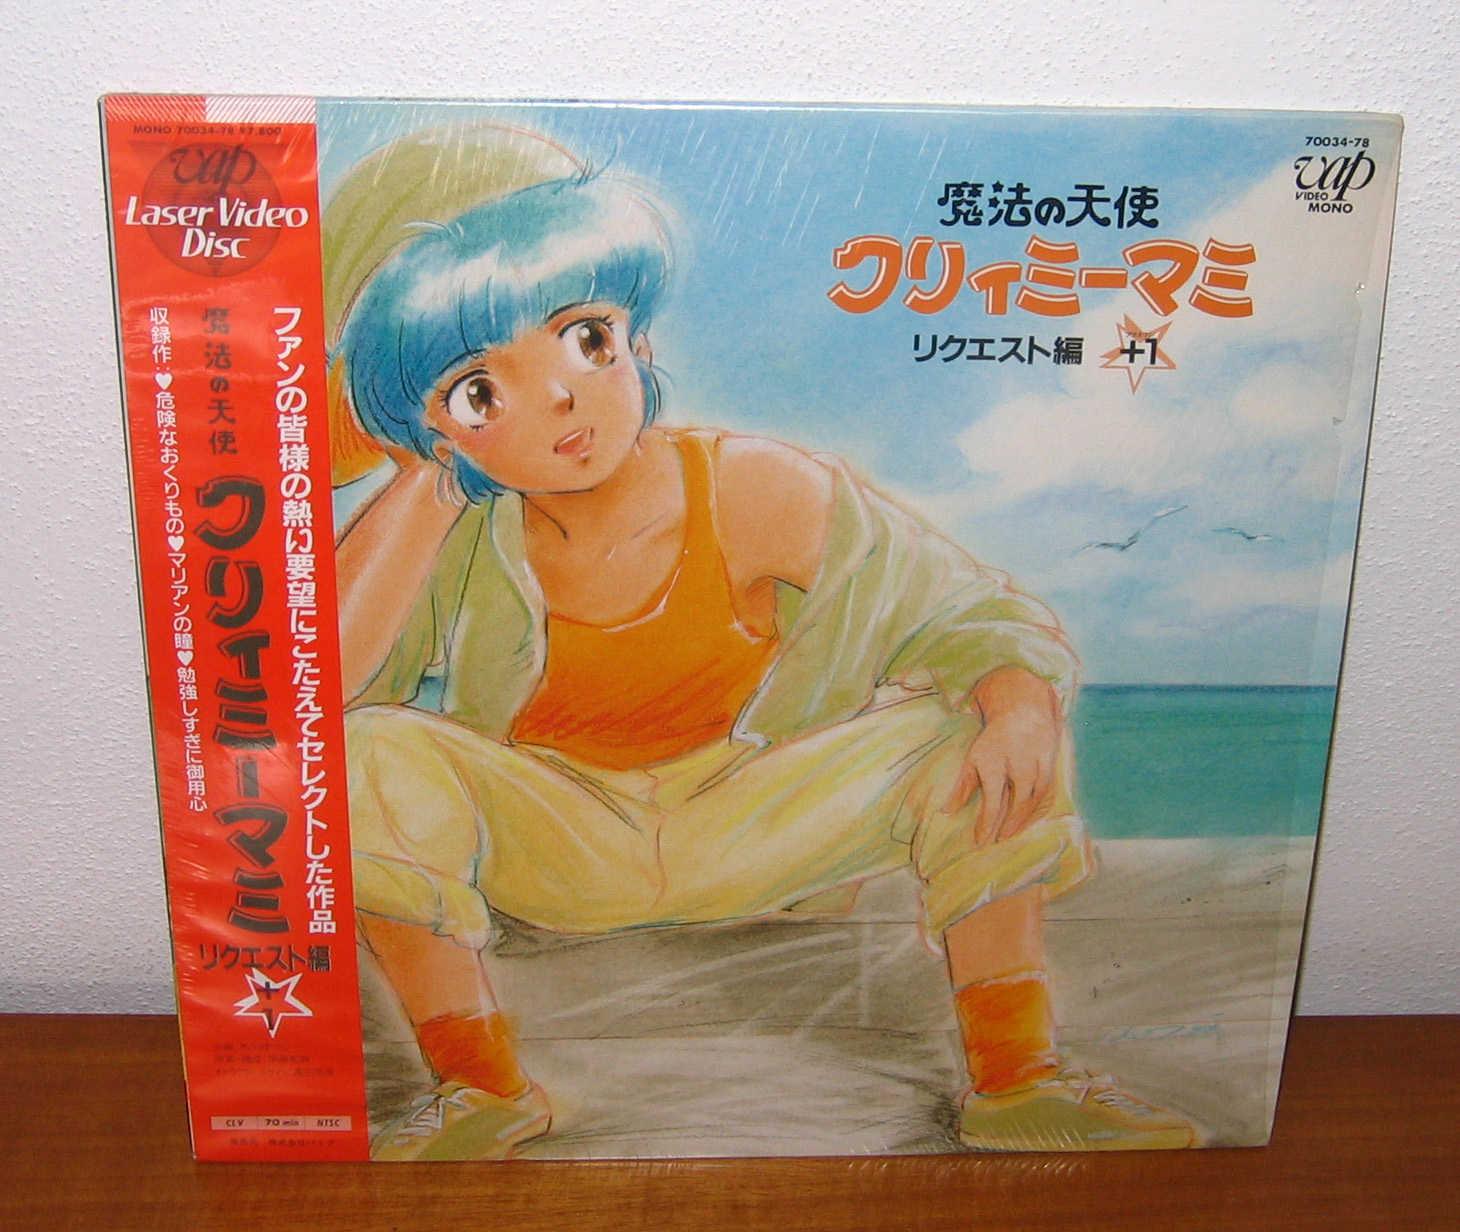 MONO 70034-78 ¥7,800
vap
Laser Video
Disc
ファンの皆様の熱い要望にこたえてセレクトした作品
魔法の天使
クリィミーマミ
リクエスト編
+1
収録作:♥危険なおくりもの♥マリアンの瞳♥勉強しすぎに御用心
CLV 70 min NTSC
70034-78
vap
VIDEO
MONO
魔法の天使
クリィミーマミ
リクエスト編
+1